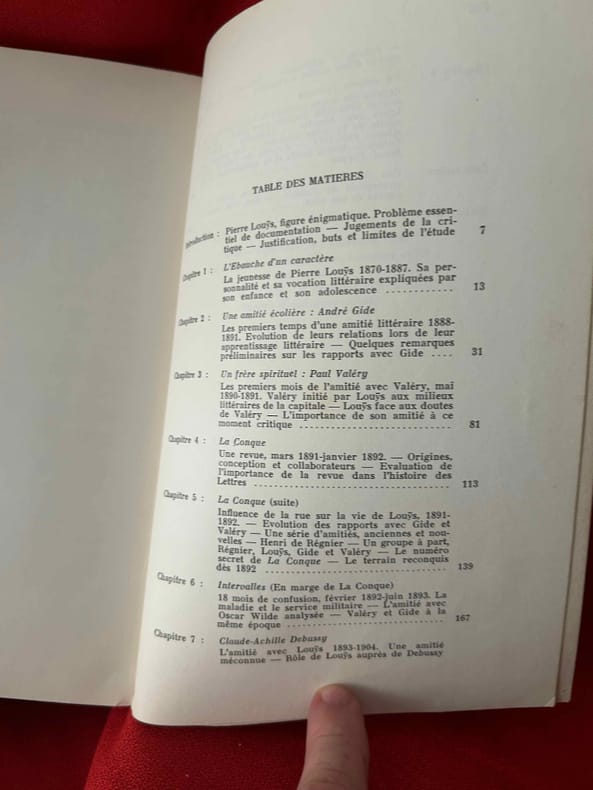 TABLE DES MATIERES
Introduction : Pierre Louÿs, figure énigmatique. Problème essen-
tiel de documentation — Jugements de la cri-
tique — Justification, buts et limites de l'étude 7
Chapitre 1 : L'Ebauche d'un caractère
La jeunesse de Pierre Louÿs 1870-1887. Sa per-
sonnalité et sa vocation littéraire expliquées par
son enfance et son adolescence ............ 13
Chapitre 2 : Une amitié écolière : André Gide
Les premiers temps d'une amitié littéraire 1888-
1891. Evolution de leurs relations lors de leur
apprentissage littéraire — Quelques remarques
préliminaires sur les rapports avec Gide .... 31
Chapitre 3 : Un frère spirituel : Paul Valéry
Les premiers mois de l'amitié avec Valéry, mai
1890-1891. Valéry initié par Louÿs aux milieux
littéraires de la capitale — Louÿs face aux doutes
de Valéry — L'importance de son amitié à ce
moment critique .............................. 81
Chapitre 4 : La Conque
Une revue, mars 1891-janvier 1892. — Origines,
conception et collaborateurs — Evaluation de
l'importance de la revue dans l'histoire des
Lettres ........................................ 113
Chapitre 5 : La Conque (suite)
Influence de la rue sur la vie de Louÿs, 1891-
1892. — Evolution des rapports avec Gide et
Valéry — Une série d'amitiés, anciennes et nou-
velles — Henri de Régnier — Un groupe à part,
Régnier, Louÿs, Gide et Valéry — Le numéro
secret de La Conque — Le terrain reconquis
dès 1892 ...................................... 139
Chapitre 6 : Intervalles (En marge de La Conque)
18 mois de confusion, février 1892-juin 1893. La
maladie et le service militaire — L'amitié avec
Oscar Wilde analysée — Valéry et Gide à la
même époque .................................. 167
Chapitre 7 : Claude-Achille Debussy
L'amitié avec Louÿs 1893-1904. Une amitié
méconnue — Rôle de Louÿs auprès de Debussy